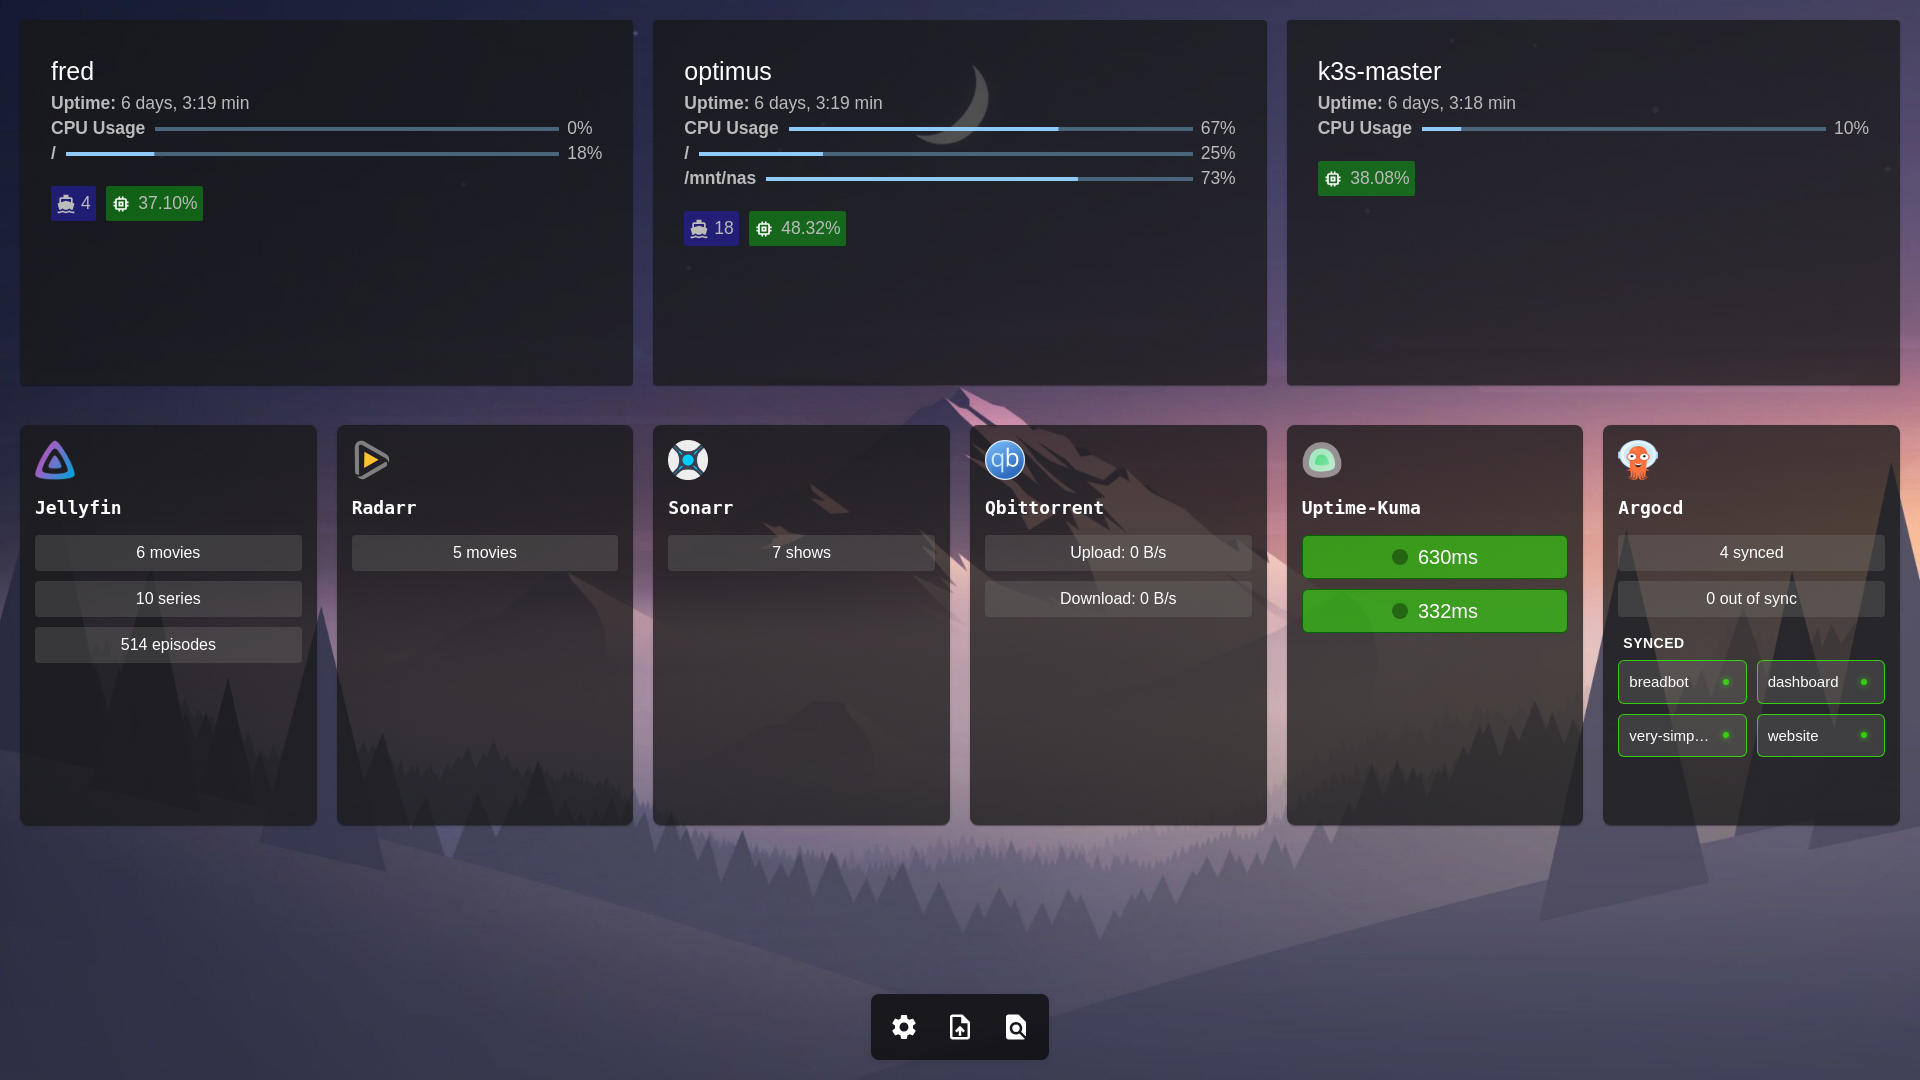 fred
Uptime: 6 days, 3:19 min
CPU Usage 0%
/ 18%
4 37.10%
optimus
Uptime: 6 days, 3:19 min
CPU Usage 67%
/ 25%
/mnt/nas 73%
18 48.32%
k3s-master
Uptime: 6 days, 3:18 min
CPU Usage 10%
38.08%
Jellyfin
6 movies
10 series
514 episodes
Radarr
5 movies
Sonarr
7 shows
qb
Qbittorrent
Upload: 0 B/s
Download: 0 B/s
Uptime-Kuma
630ms
332ms
Argocd
4 synced
0 out of sync
SYNCED
breadbot dashboard
very-simp... website